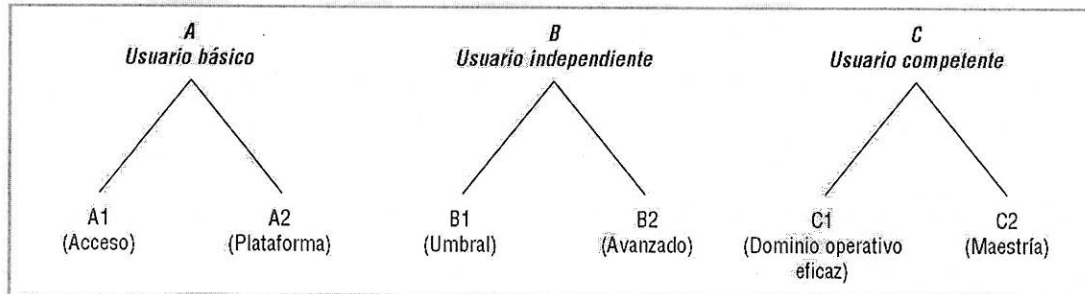 A B C
Usuario básico Usuario independiente Usuario competente
A1 A2 B1 B2 C1 C2
(Acceso) (Plataforma) (Umbral) (Avanzado) (Dominio operativo (Maestría)
eficaz)